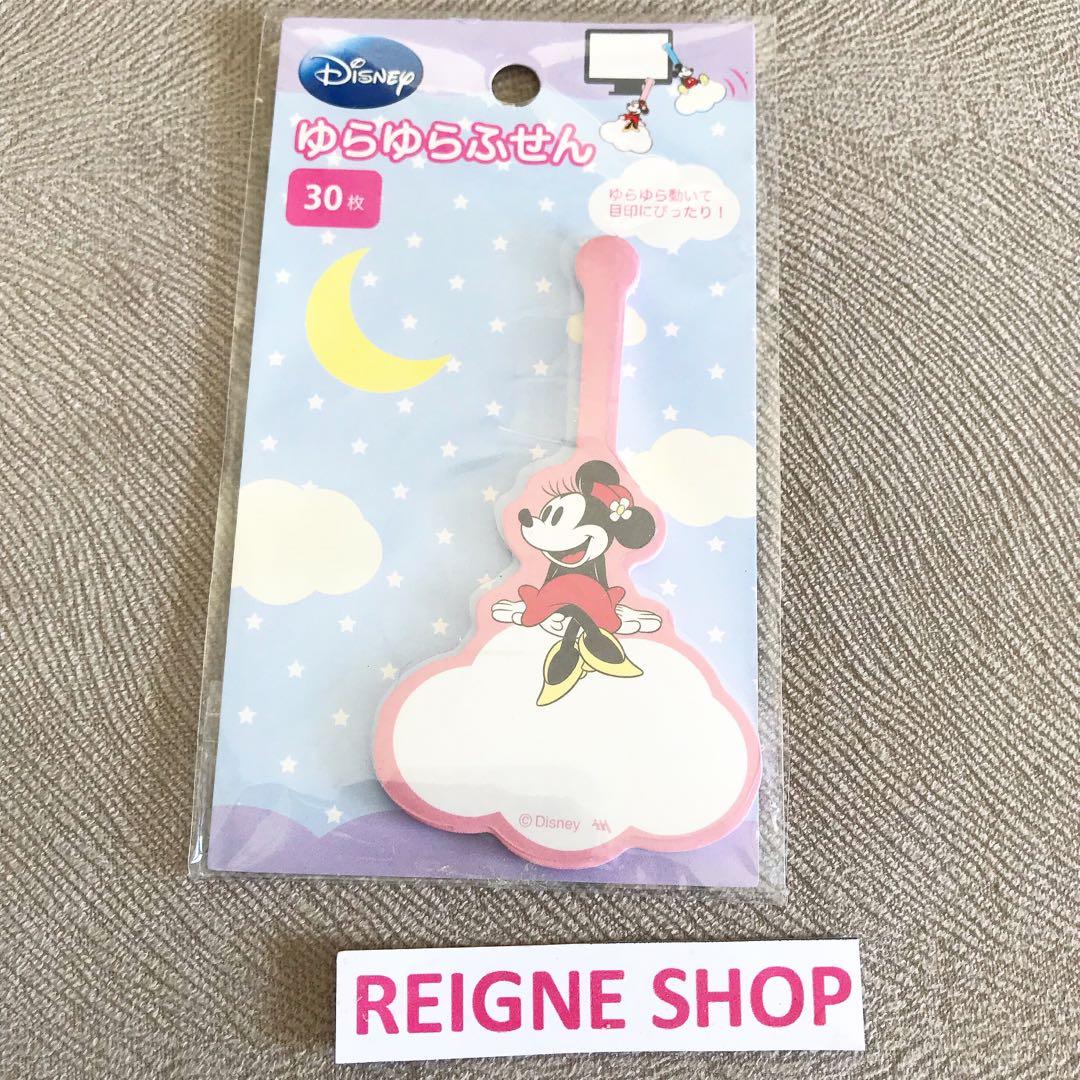 Disney
ゆらゆらふせん
30枚
ゆらゆら動いて
目印にぴったり！
© Disney
REIGNE SHOP